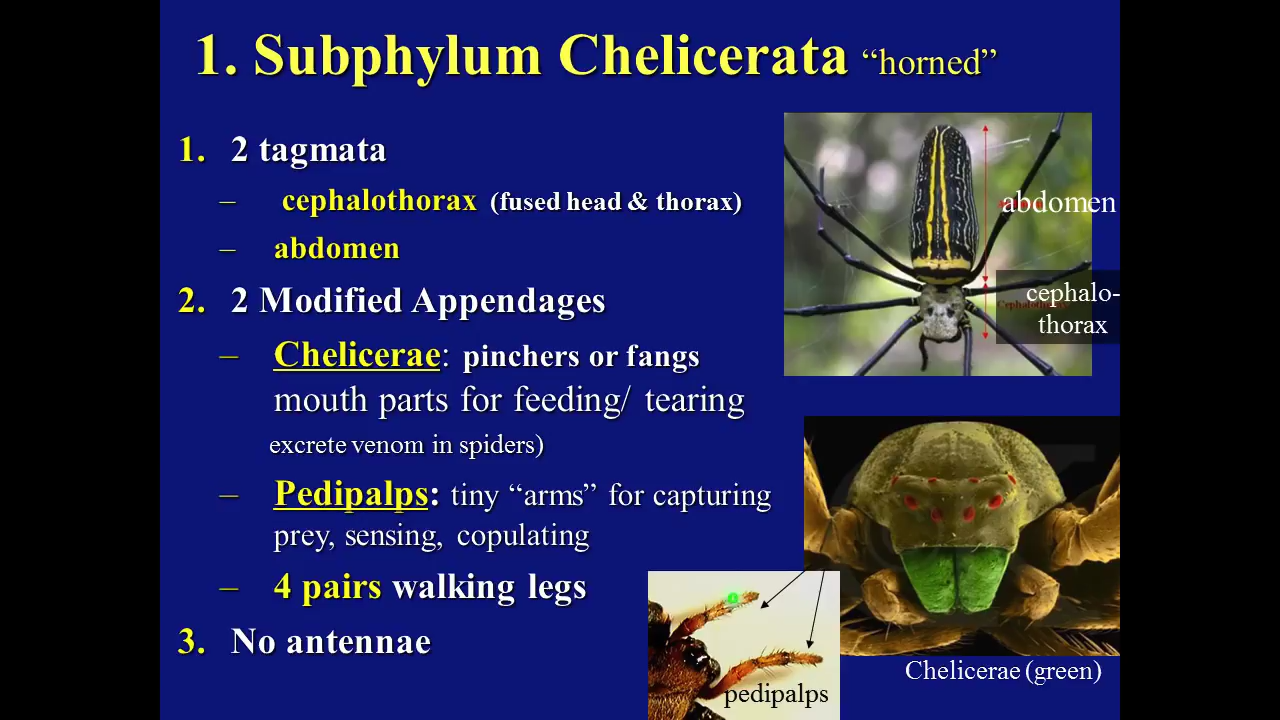 1. Subphylum Chelicerata “horned”
1. 2 tagmata
– cephalothorax (fused head & thorax)
– abdomen
2. 2 Modified Appendages
– Chelicerae: pinchers or fangs
mouth parts for feeding/ tearing
excrete venom in spiders)
– Pedipalps: tiny “arms” for capturing
prey, sensing, copulating
– 4 pairs walking legs
3. No antennae
abdomen
cephalo-
thorax
pedipalps
Chelicerae (green)